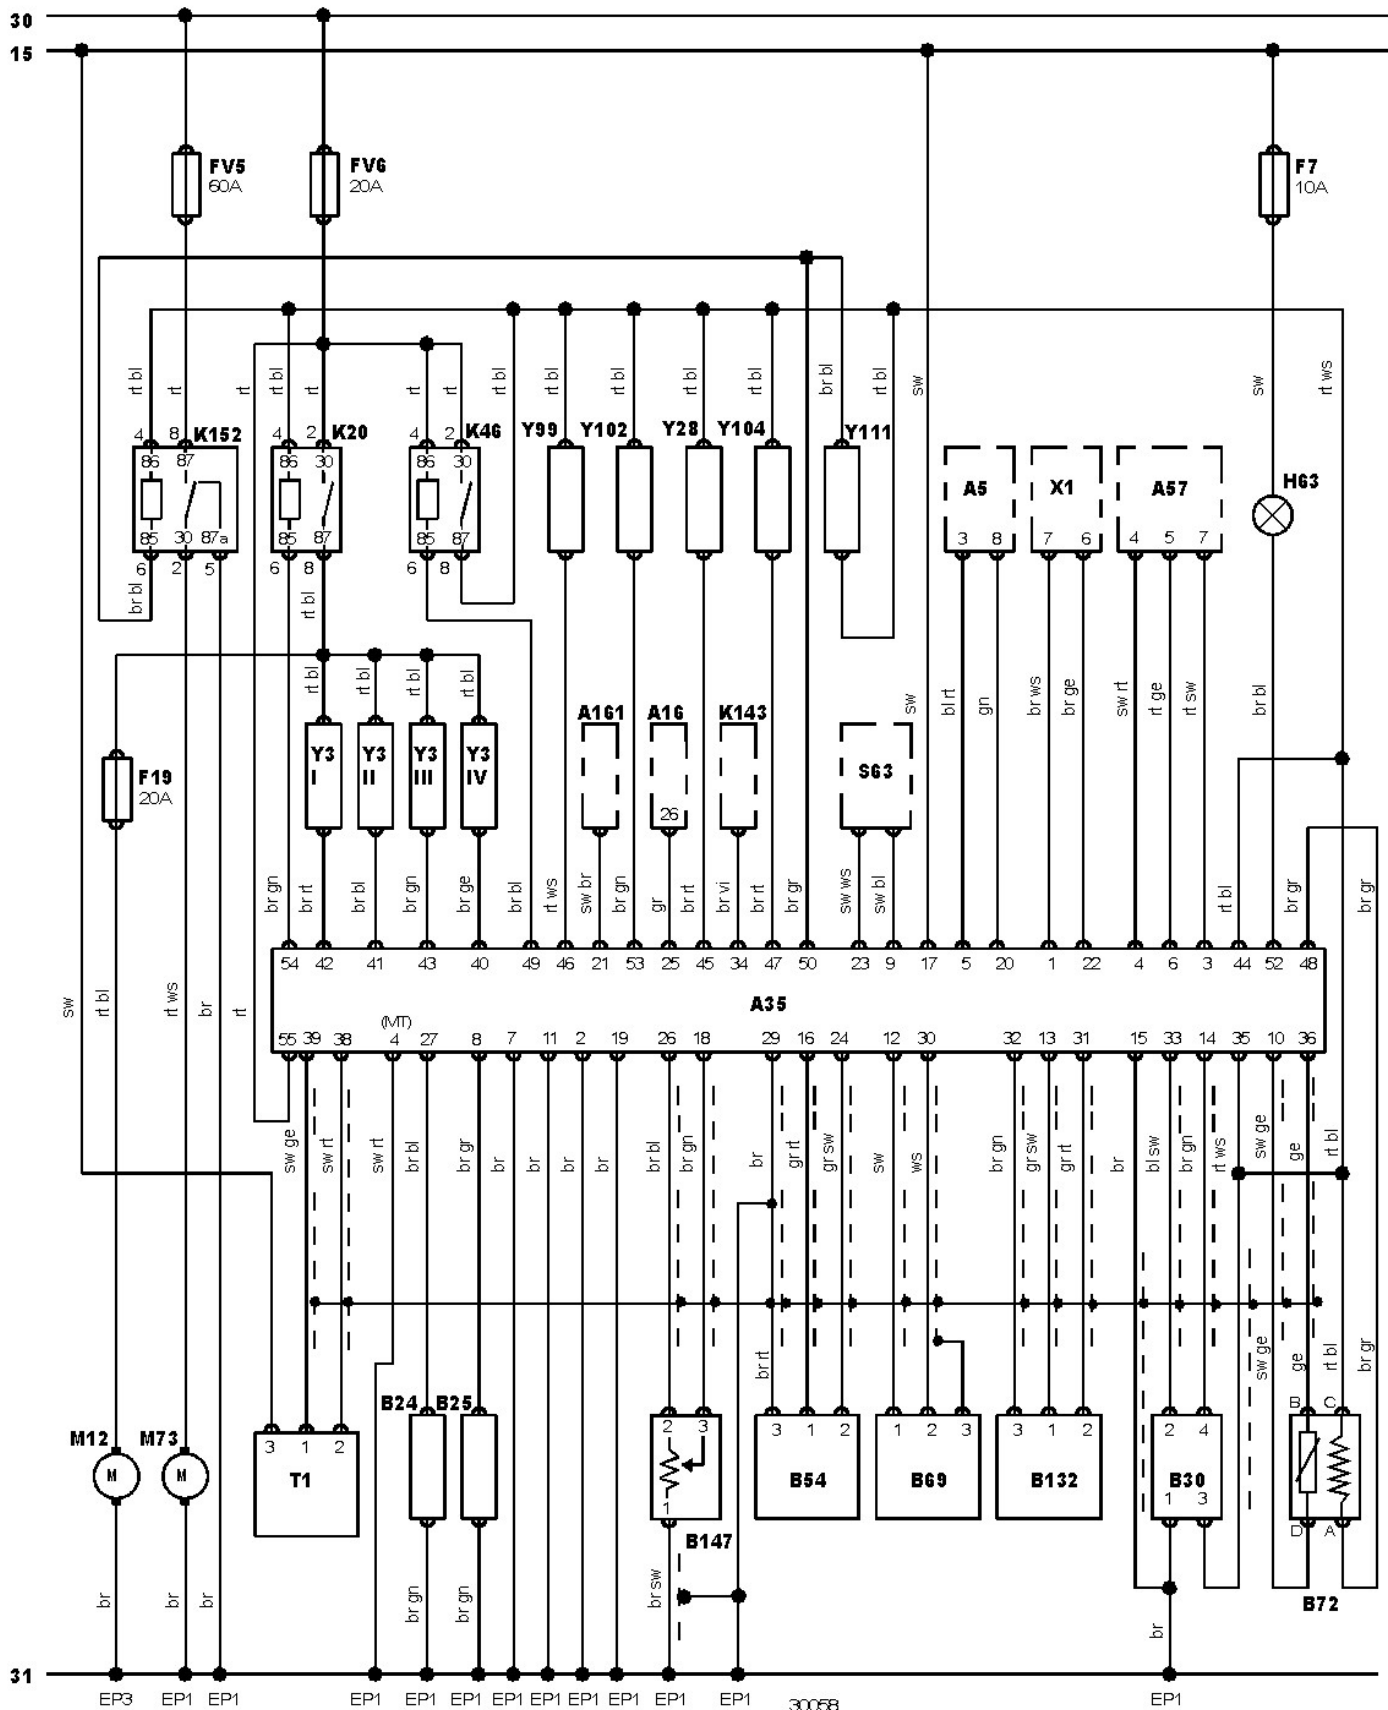 30
15
FV5 FV6 F7
60A 20A 10A
rt bl rt rt rt bl rt rt rt rt bl rt bl rt bl rt bl rt bl br bl rt bl sw sw rt ws
4 8 K152 4 2 K20 4 2 K46 Y99 Y102 Y28 Y104 Y111
86 87 86 30 86 30
A5 X1 A57 H63
85 30 87a 85 87 85 87 3 8 7 6 4 5 7
6 2 5 6 8 6 8
br bl rt bl
rt bl rt bl rt bl rt bl sw bl rt gn br ws br ge sw rt rt ge rt sw br bl
A161 A16 K143
Y3 Y3 Y3 Y3
I II III IV
F19 S63
20A 26
br gn br rt br bl br gn br ge br bl rt ws sw br br gn gr br rt br vi br rt br gr sw ws sw bl rt bl br gr br gr
54 42 41 43 40 49 46 21 53 25 45 34 47 50 23 9 17 5 20 1 22 4 6 3 44 52 48
sw rt bl rt ws br rt
A35
(MT)
55 39 38 4 27 8 7 11 2 19 26 18 29 16 24 12 30 32 13 31 15 33 14 35 10 36
sw ge sw rt sw rt br bl br gr br br br br br bl br gn br gr rt gr sw sw ws br gn gr sw gr rt br bl sw br gn rt ws sw ge ge rt bl
br rt sw ge ge rt bl br gr
B24 B25 B C
M12 M73 3 1 2 2 3 3 1 2 1 2 3 3 1 2 2 4
M M T1 B54 B69 B132 B30
1 1 3
D A
B147
br br br br gn br gn br sw br B72
31
EP3 EP1 EP1 EP1 EP1 EP1 EP1 EP1 EP1 EP1 EP1 EP1 EP1
30058